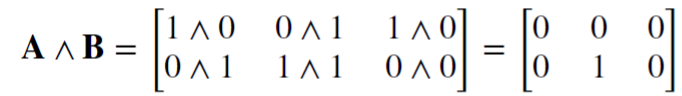 A ∧ B = [1 ∧ 0 0 ∧ 1 1 ∧ 0] = [0 0 0]
[0 ∧ 1 1 ∧ 1 0 ∧ 0] [0 1 0]